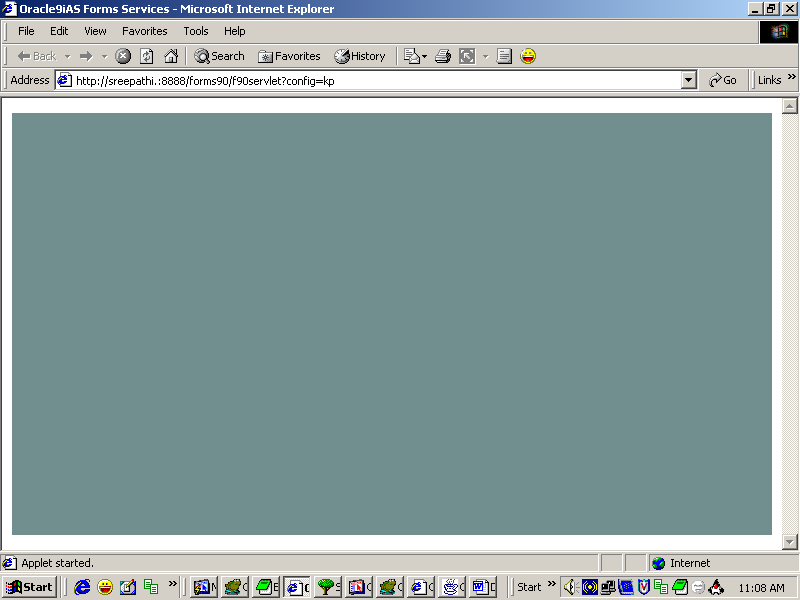 Oracle9iAS Forms Services - Microsoft Internet Explorer
File Edit View Favorites Tools Help
Back Search Favorites History
Address http://sreepathi.:8888/forms90/f90servlet?config=kp Go Links »
Applet started. Internet
Start » Start » 11:08 AM